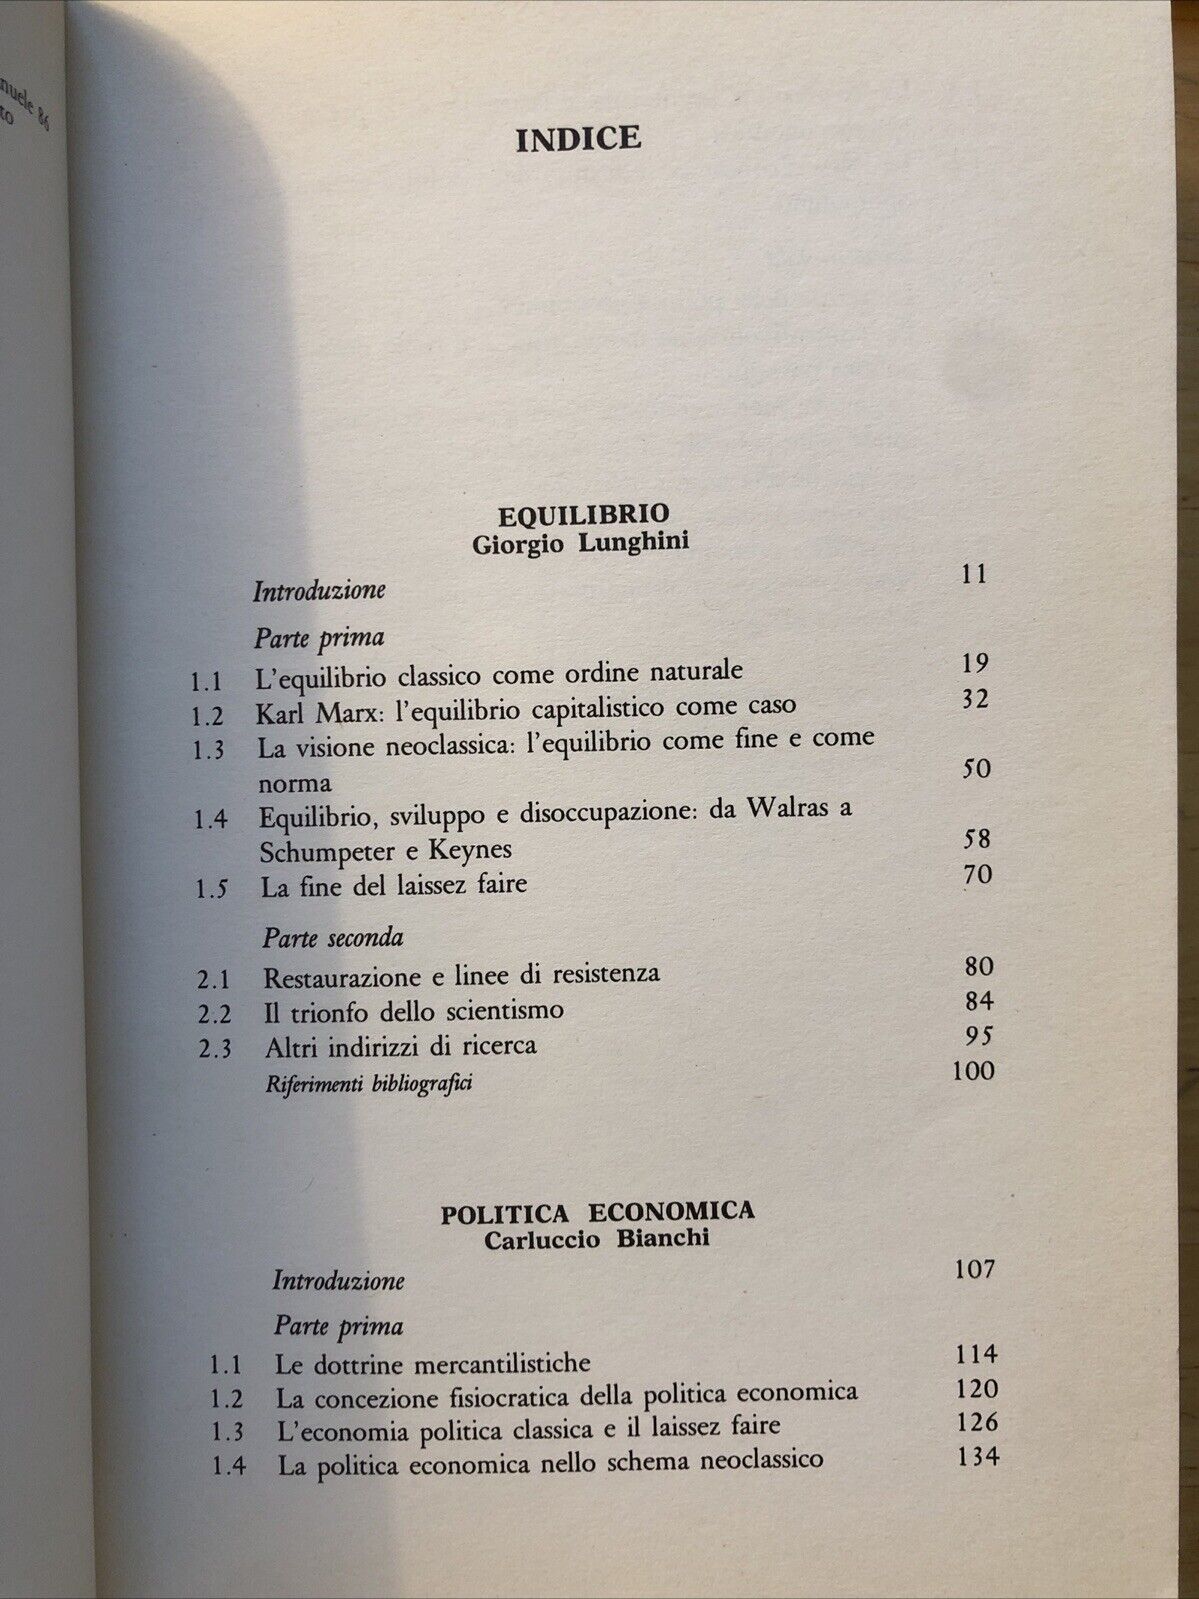 nuele 86
to
INDICE
EQUILIBRIO
Giorgio Lunghini
Introduzione 11
Parte prima
1.1 L'equilibrio classico come ordine naturale 19
1.2 Karl Marx: l'equilibrio capitalistico come caso 32
1.3 La visione neoclassica: l'equilibrio come fine e come
norma 50
1.4 Equilibrio, sviluppo e disoccupazione: da Walras a
Schumpeter e Keynes 58
1.5 La fine del laissez faire 70
Parte seconda
2.1 Restaurazione e linee di resistenza 80
2.2 Il trionfo dello scientismo 84
2.3 Altri indirizzi di ricerca 95
Riferimenti bibliografici 100
POLITICA ECONOMICA
Carluccio Bianchi
Introduzione 107
Parte prima
1.1 Le dottrine mercantilistiche 114
1.2 La concezione fisiocratica della politica economica 120
1.3 L'economia politica classica e il laissez faire 126
1.4 La politica economica nello schema neoclassico 134